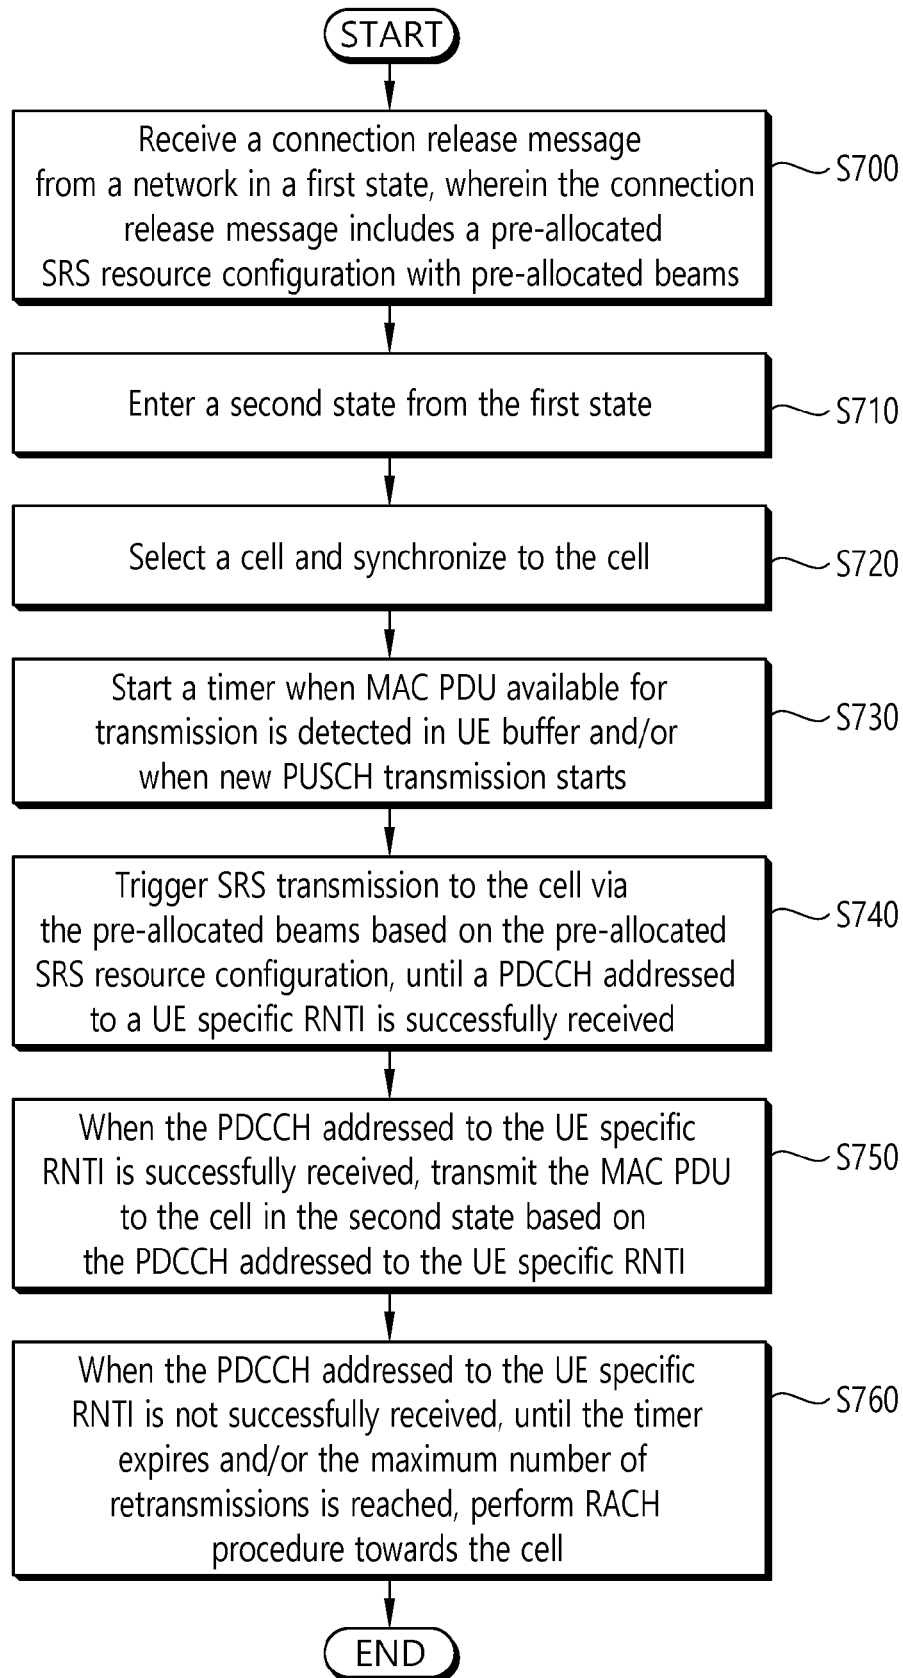 START
Receive a connection release message
from a network in a first state, wherein the connection
release message includes a pre-allocated
SRS resource configuration with pre-allocated beams
S700
Enter a second state from the first state
S710
Select a cell and synchronize to the cell
S720
Start a timer when MAC PDU available for
transmission is detected in UE buffer and/or
when new PUSCH transmission starts
S730
Trigger SRS transmission to the cell via
the pre-allocated beams based on the pre-allocated
SRS resource configuration, until a PDCCH addressed
to a UE specific RNTI is successfully received
S740
When the PDCCH addressed to the UE specific
RNTI is successfully received, transmit the MAC PDU
to the cell in the second state based on
the PDCCH addressed to the UE specific RNTI
S750
When the PDCCH addressed to the UE specific
RNTI is not successfully received, until the timer
expires and/or the maximum number of
retransmissions is reached, perform RACH
procedure towards the cell
S760
END